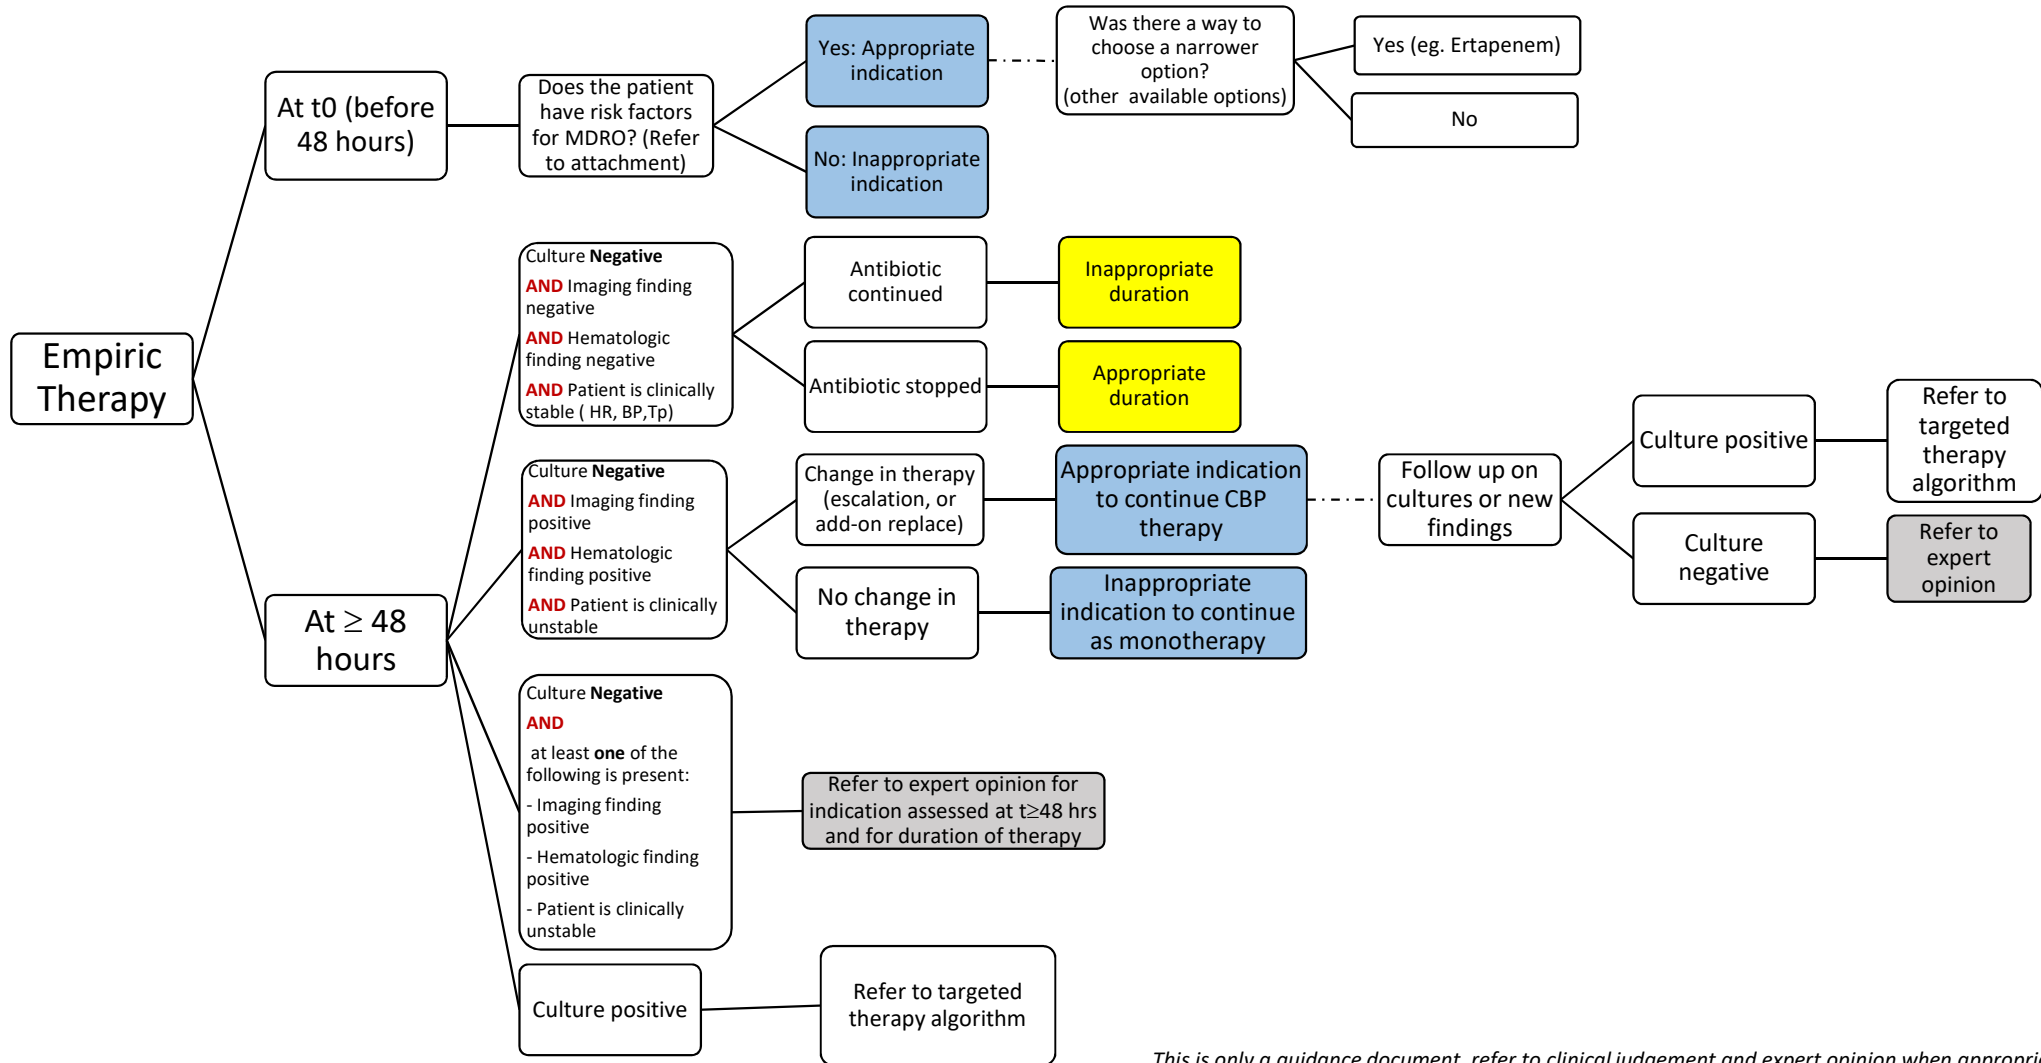 Empiric
Therapy
At t0 (before
48 hours)
Does the patient
have risk factors
for MDRO? (Refer
to attachment)
Yes: Appropriate
indication
Was there a way to
choose a narrower
option?
(other  available options)
Yes (eg. Ertapenem)
No
No: Inappropriate
indication
At ≥ 48
hours
Culture Negative
AND Imaging finding
negative
AND Hematologic
finding negative
AND Patient is clinically
stable ( HR, BP,Tp)
Antibiotic
continued
Inappropriate
duration
Antibiotic stopped
Appropriate
duration
Culture Negative
AND Imaging finding
positive
AND Hematologic
finding positive
AND Patient is clinically
unstable
Change in therapy
(escalation, or
add-on replace)
Appropriate indication
to continue CBP
therapy
Follow up on
cultures or new
findings
Culture positive
Refer to
targeted
therapy
algorithm
Culture
negative
Refer to
expert
opinion
No change in
therapy
Inappropriate
indication to continue
as monotherapy
Culture Negative
AND
at least one of the
following is present:
- Imaging finding
positive
- Hematologic finding
positive
- Patient is clinically
unstable
Refer to expert opinion for
indication assessed at t≥48 hrs
and for duration of therapy
Culture positive
Refer to targeted
therapy algorithm
This is only a guidance document, refer to clinical judgement and expert opinion when appropri